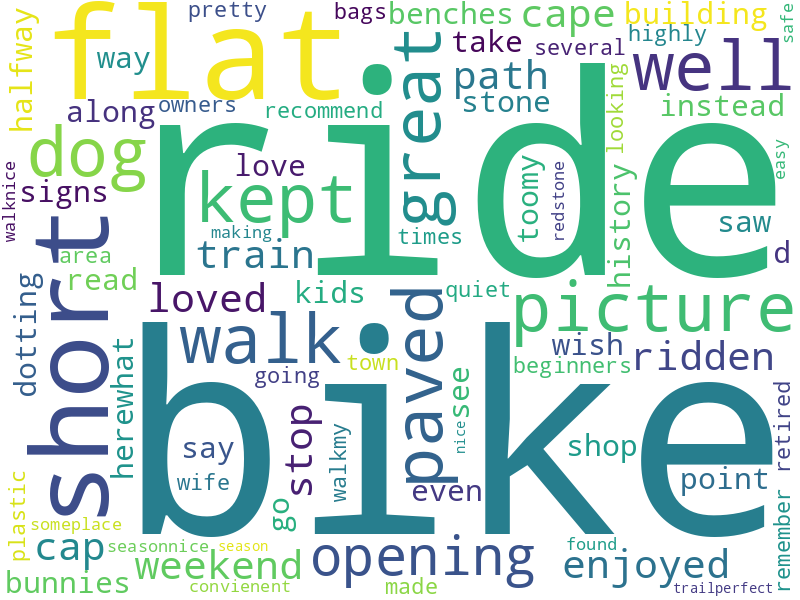 pretty
bags
benches
cape
building
safe
flat
way
take
several
highly
halfway
well
path
stone
along
owners
recommend
great
looking
instead
dog
ride
love
easy
signs
kept
toomy
redstone
history
saw
walknice
making
times
d
area
train
read
short
loved
kids
quiet
picture
dotting
walk
paved
wish
ridden
herewhat
going
town
see
beginners
bike
nice
retired
say
stop
walkmy
shop
wife
even
point
plastic
go
remember
someplace
cap
seasonnice
season
opening
found
enjoyed
weekend
bunnies
convienent
made
trailperfect